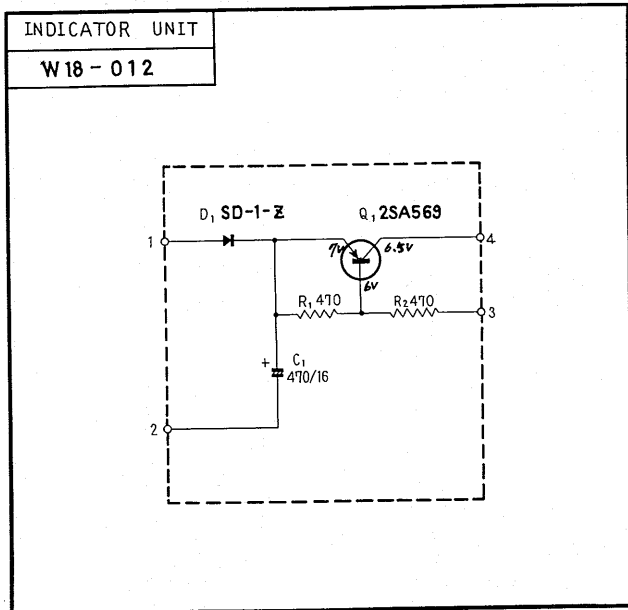 INDICATOR UNIT
W18-012
D1 SD-1-Z
Q1 2SA569
1
7V
6.5V
4
6V
R1 470
R2 470
3
+
C1
470/16
2